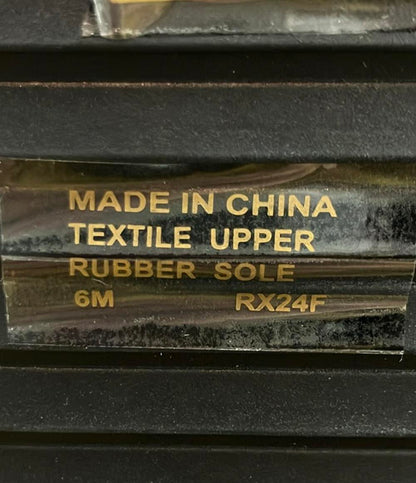 MADE IN CHINA
TEXTILE UPPER
RUBBER SOLE
6M RX24F